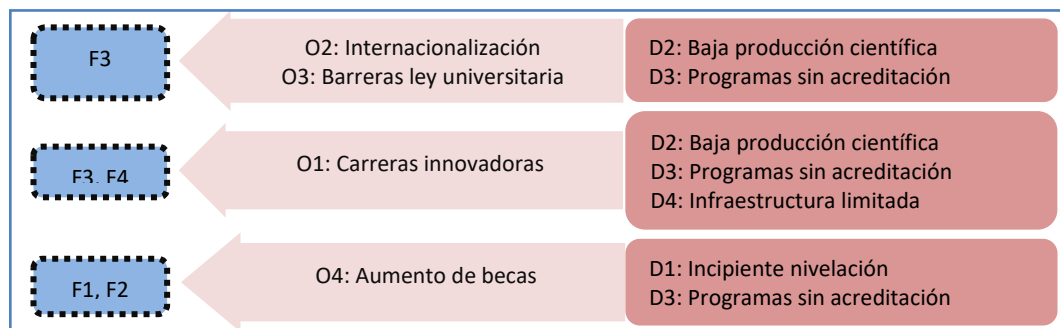 F3
O2: Internacionalización
O3: Barreras ley universitaria
D2: Baja producción científica
D3: Programas sin acreditación
F3, F4
O1: Carreras innovadoras
D2: Baja producción científica
D3: Programas sin acreditación
D4: Infraestructura limitada
F1, F2
O4: Aumento de becas
D1: Incipiente nivelación
D3: Programas sin acreditación